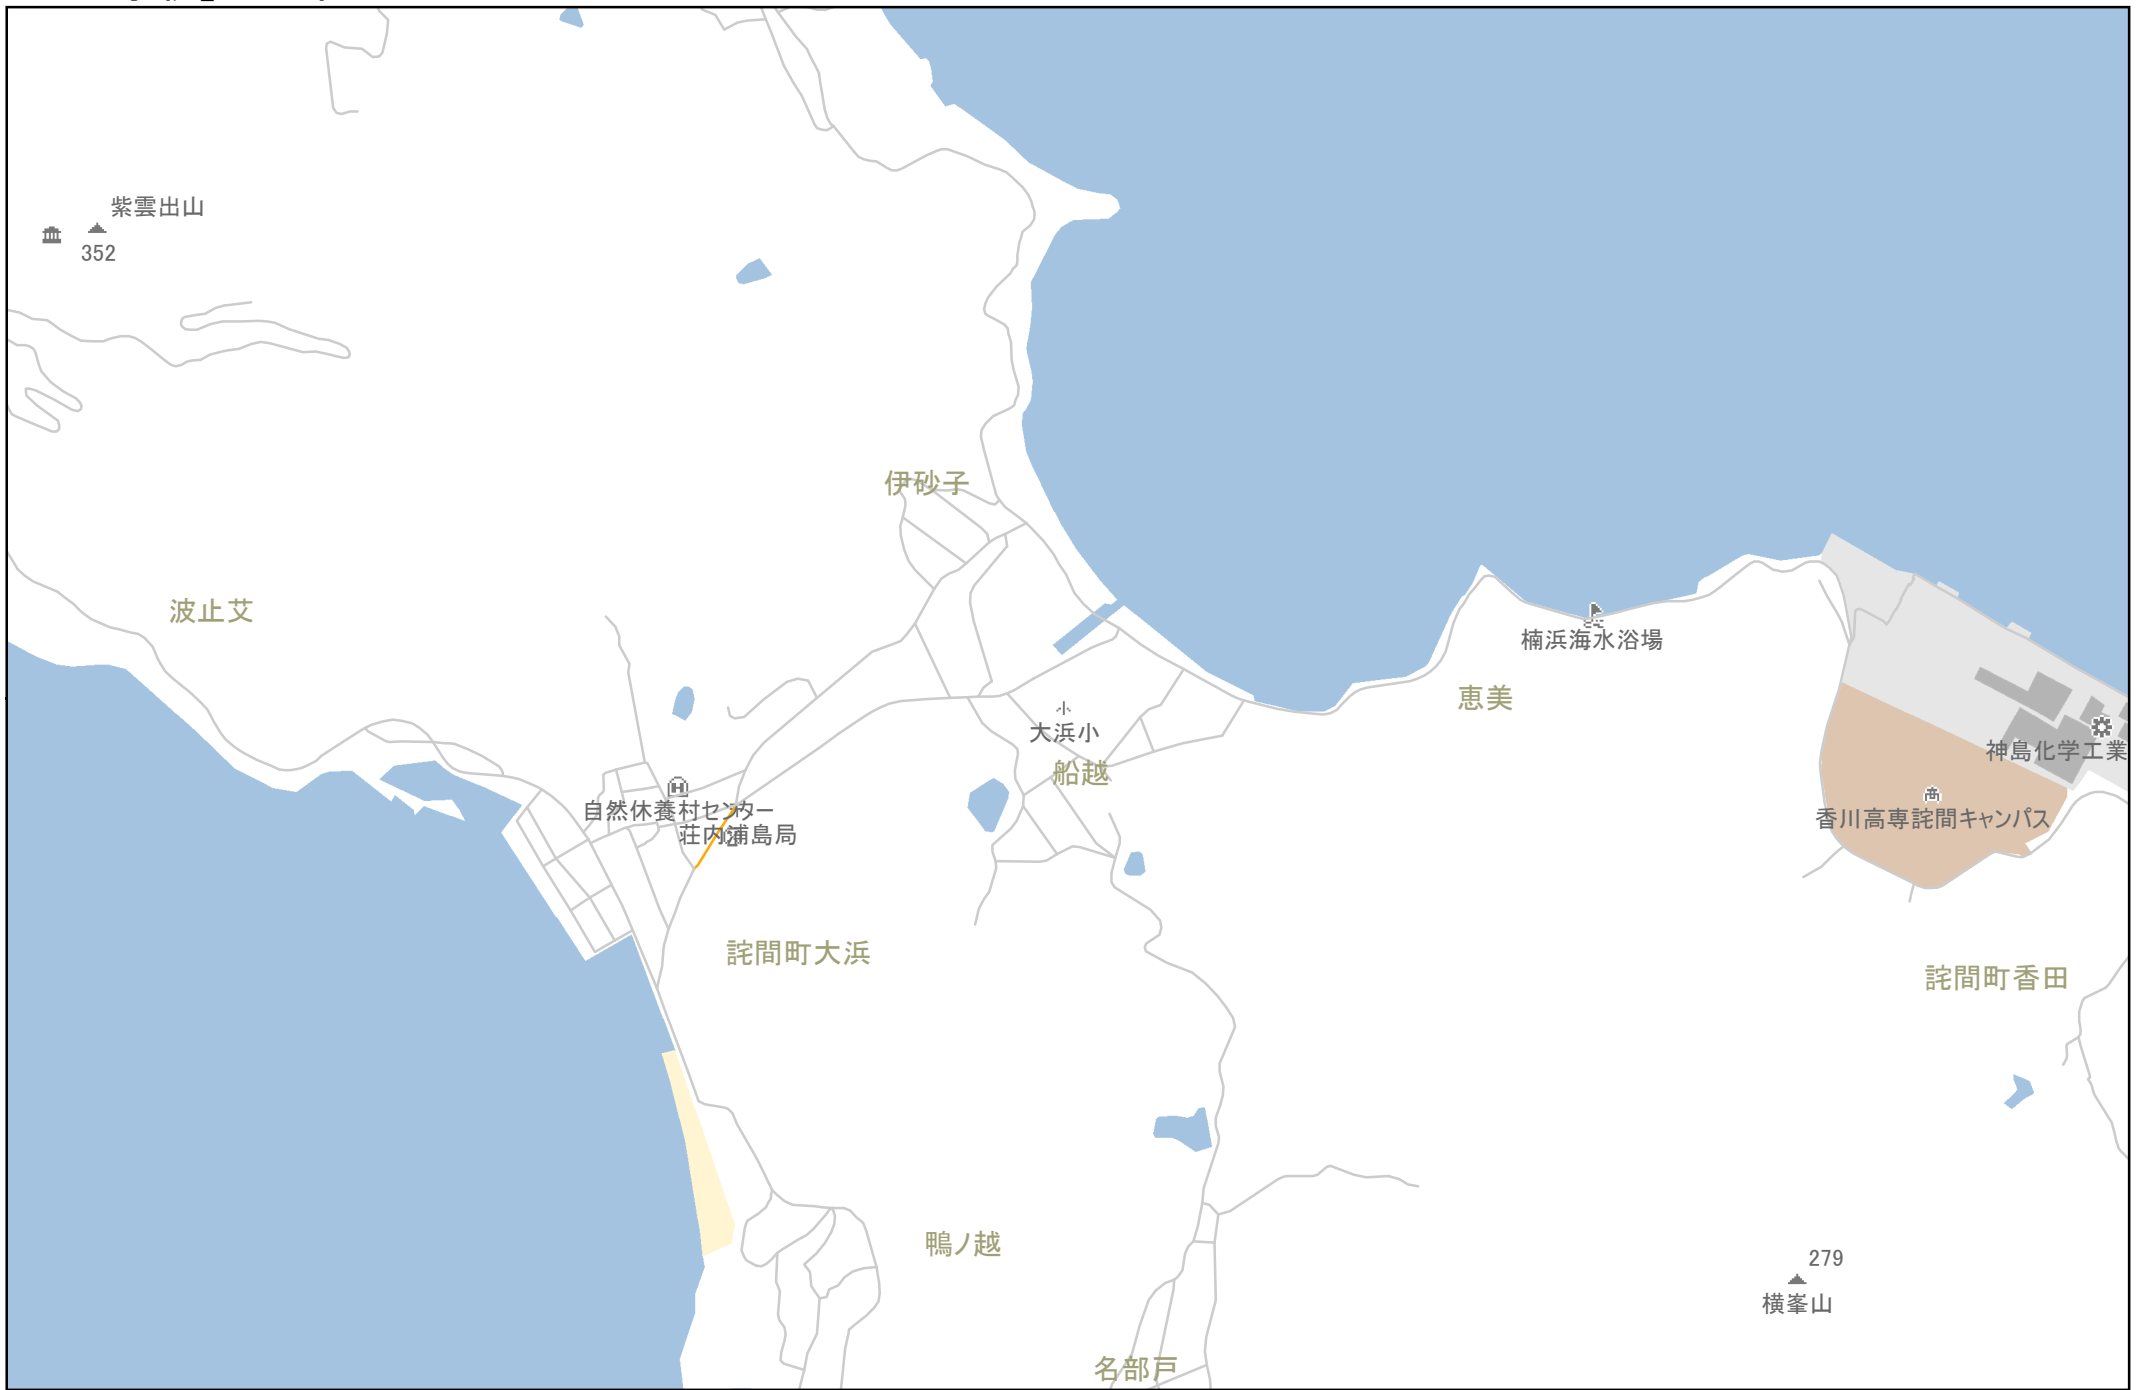 紫雲出山
352
伊砂子
波止艾
楠浜海水浴場
恵美
大浜小
神島化学工業
船越
自然休養村センター
荘内浦島局
香川高専詫間キャンパス
詫間町大浜
詫間町香田
鴨ノ越
279
横峯山
名部戸